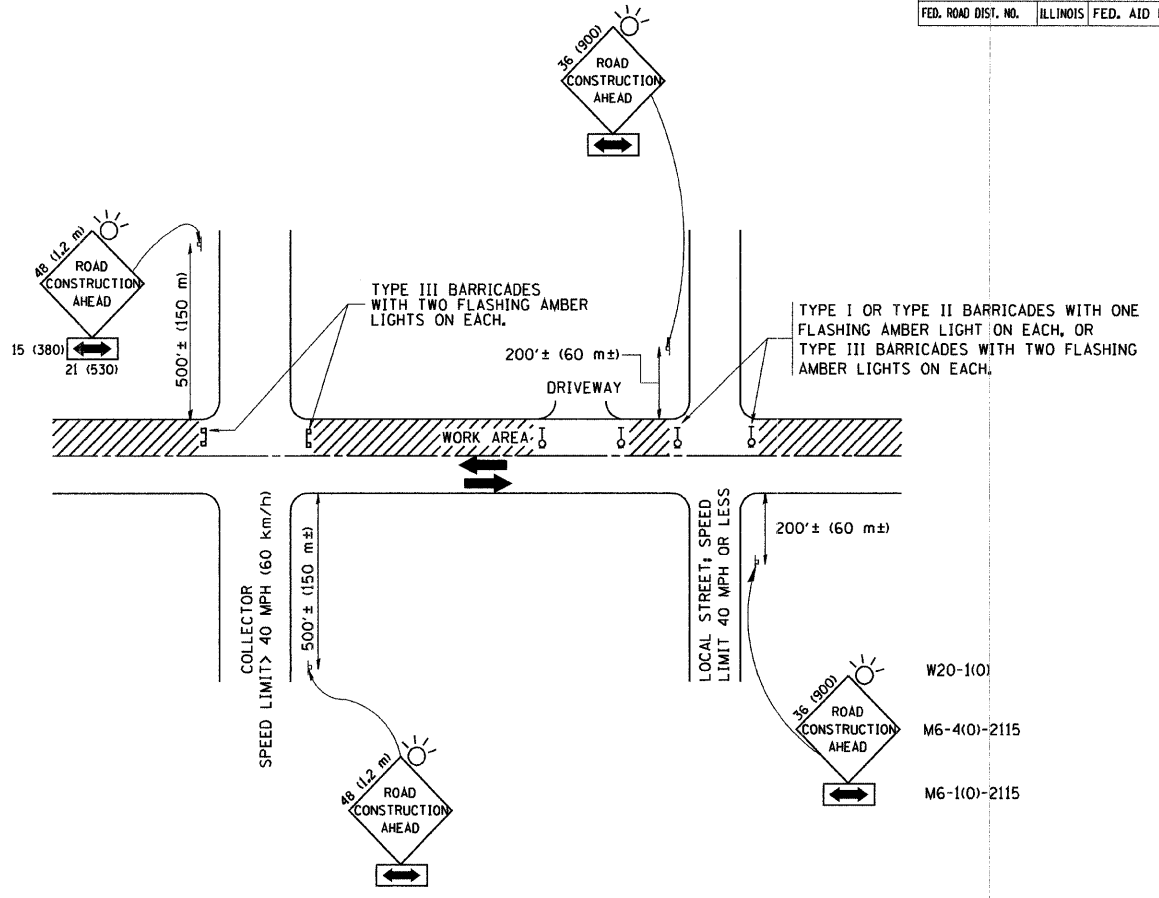 FED. ROAD DIST. NO. ILLINOIS FED. AID
36 (900)
ROAD
CONSTRUCTION
AHEAD
48 (1.2 m)
ROAD
CONSTRUCTION
AHEAD
15 (380)
21 (530)
500'± (150 m)
TYPE III BARRICADES
WITH TWO FLASHING AMBER
LIGHTS ON EACH.
200'± (60 m±)
DRIVEWAY
TYPE I OR TYPE II BARRICADES WITH ONE
FLASHING AMBER LIGHT ON EACH, OR
TYPE III BARRICADES WITH TWO FLASHING
AMBER LIGHTS ON EACH.
WORK AREA
COLLECTOR
SPEED LIMIT> 40 MPH (60 km/h)
500'± (150 m±)
LOCAL STREET; SPEED
LIMIT 40 MPH OR LESS
200'± (60 m±)
48 (1.2 m)
ROAD
CONSTRUCTION
AHEAD
36 (900)
ROAD
CONSTRUCTION
AHEAD
W20-1(O)
M6-4(O)-2115
M6-1(O)-2115